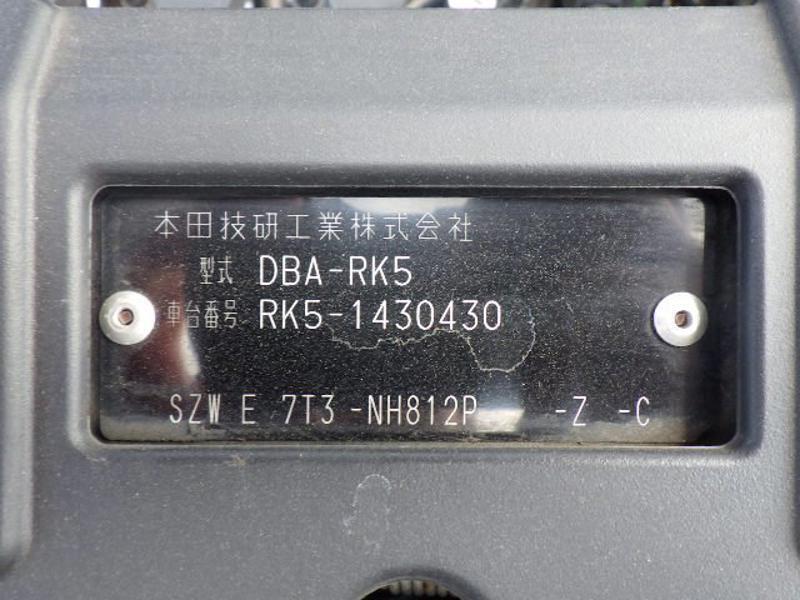 本田技研工業株式会社
型式 DBA-RK5
車台番号 RK5-1430430
SZW E 7T3 -NH812P -Z -C